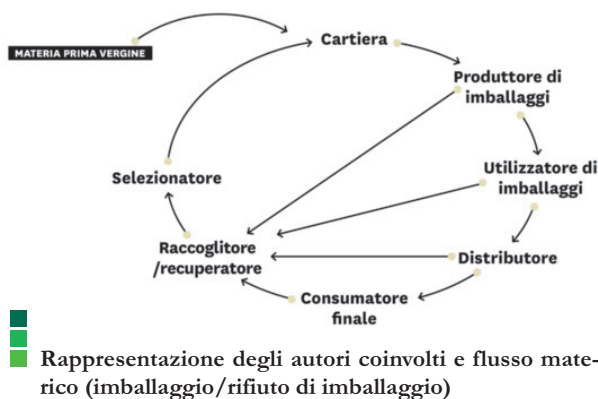 MATERIA PRIMA VERGINE
Cartiera
Produttore di
imballaggi
Utilizzatore di
imballaggi
Distributore
Consumatore
finale
Raccoglitore
/recuperatore
Selezionatore
Rappresentazione degli autori coinvolti e flusso mate-
rico (imballaggio/rifiuto di imballaggio)